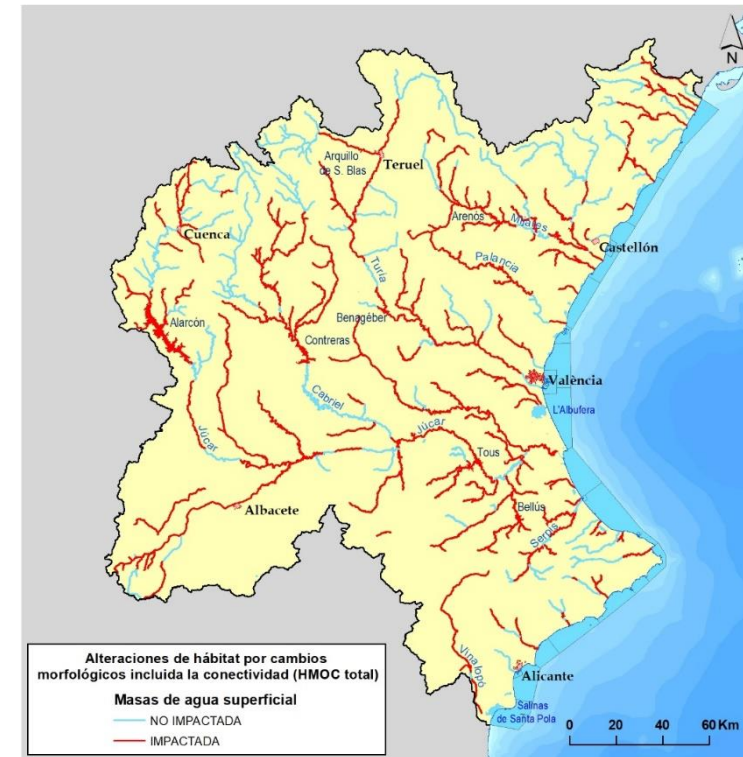 N
Arquillo
de S. Blas
Teruel
Cuenca
Arenós
Mijares
Castellón
Palancia
Turia
Alarcón
Benagéber
Contreras
València
L'Albufera
Cabriel
Júcar
Júcar
Tous
Albacete
Bellús
Serpis
Vinalopó
Alicante
Salinas
de Santa Pola
Alteraciones de hábitat por cambios
morfológicos incluida la conectividad (HMOC total)
Masas de agua superficial
NO IMPACTADA
IMPACTADA
0 20 40 60 Km